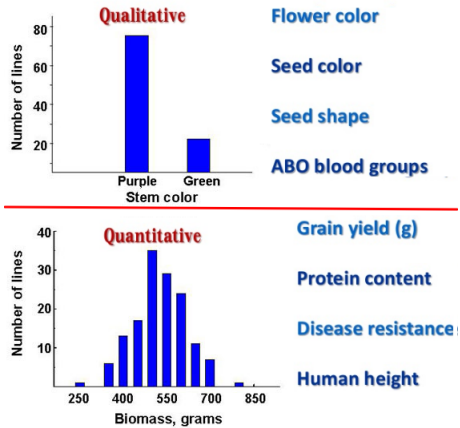 Qualitative
Number of lines
80
60
40
20
Purple Green
Stem color
Flower color
Seed color
Seed shape
ABO blood groups
Quantitative
Number of lines
40
30
20
10
250 400 550 700 850
Biomass, grams
Grain yield (g)
Protein content
Disease resistance
Human height